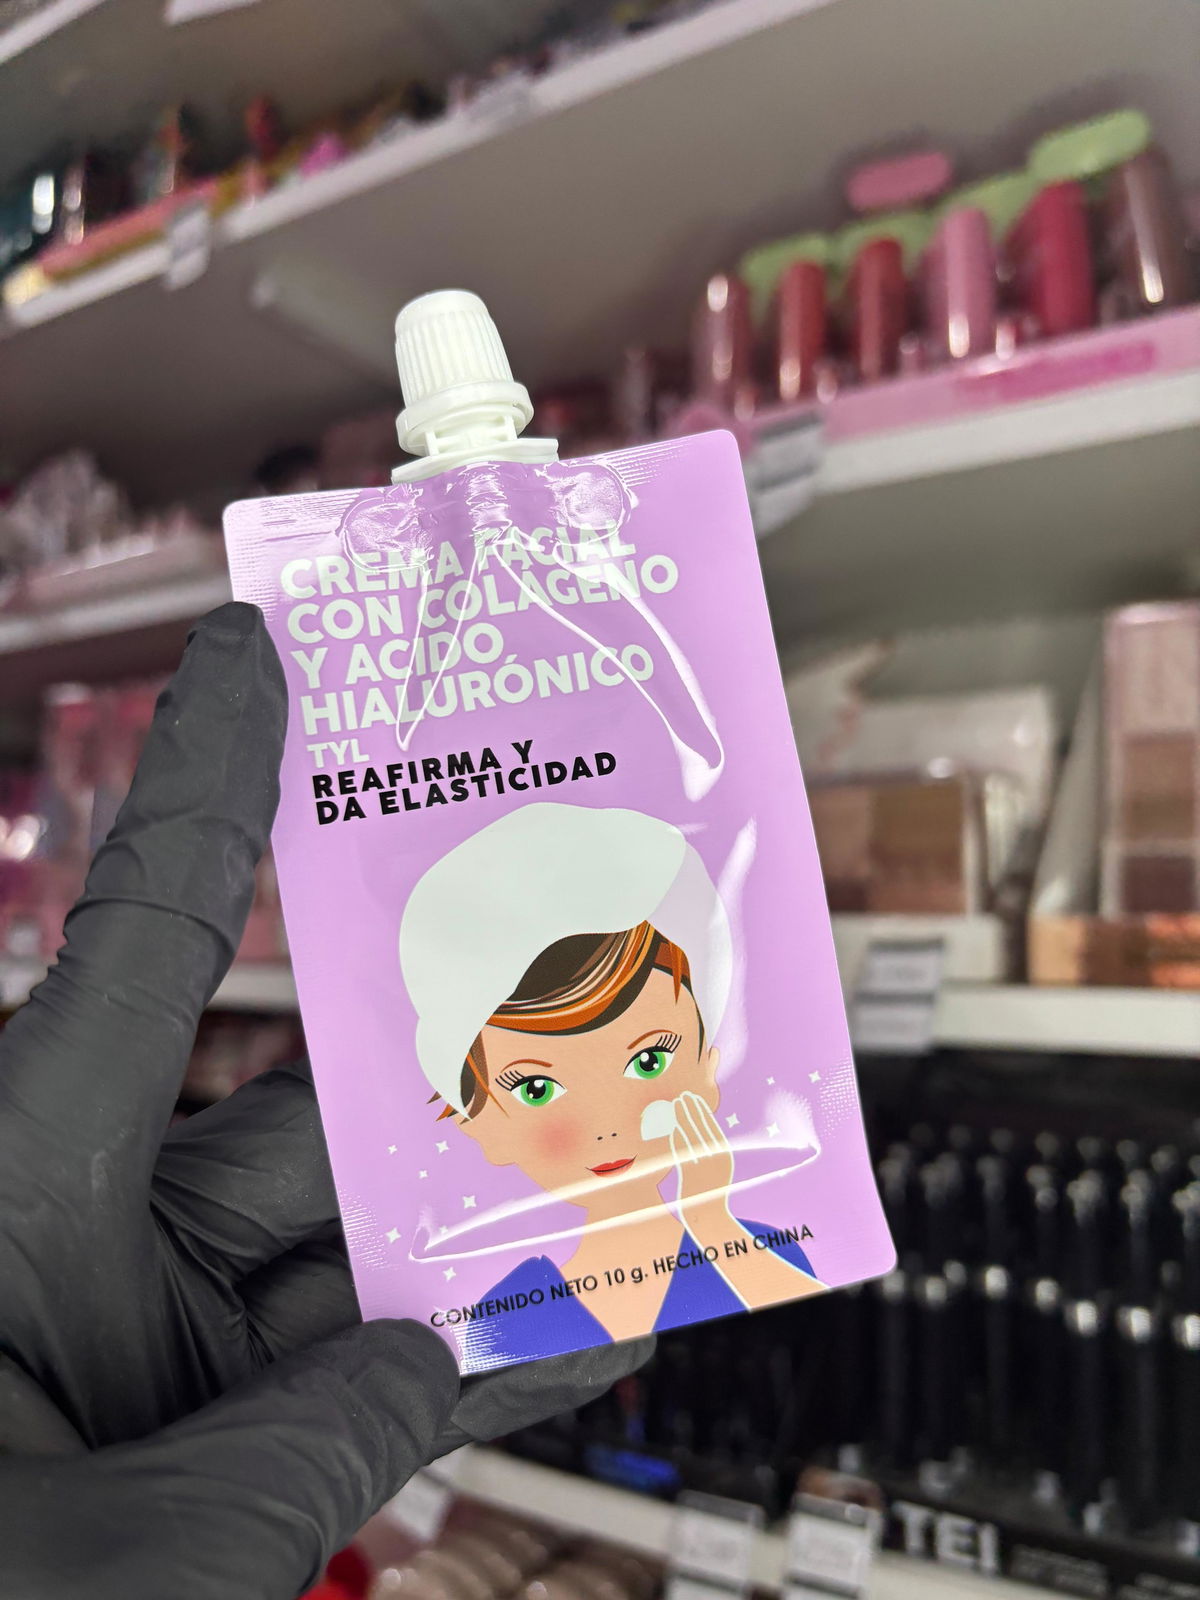 CREMA FACIAL
CON COLÁGENO
Y ACIDO
HIALURÓNICO
TYL
REAFIRMA Y
DA ELASTICIDAD
CONTENIDO NETO 10 g. HECHO EN CHINA